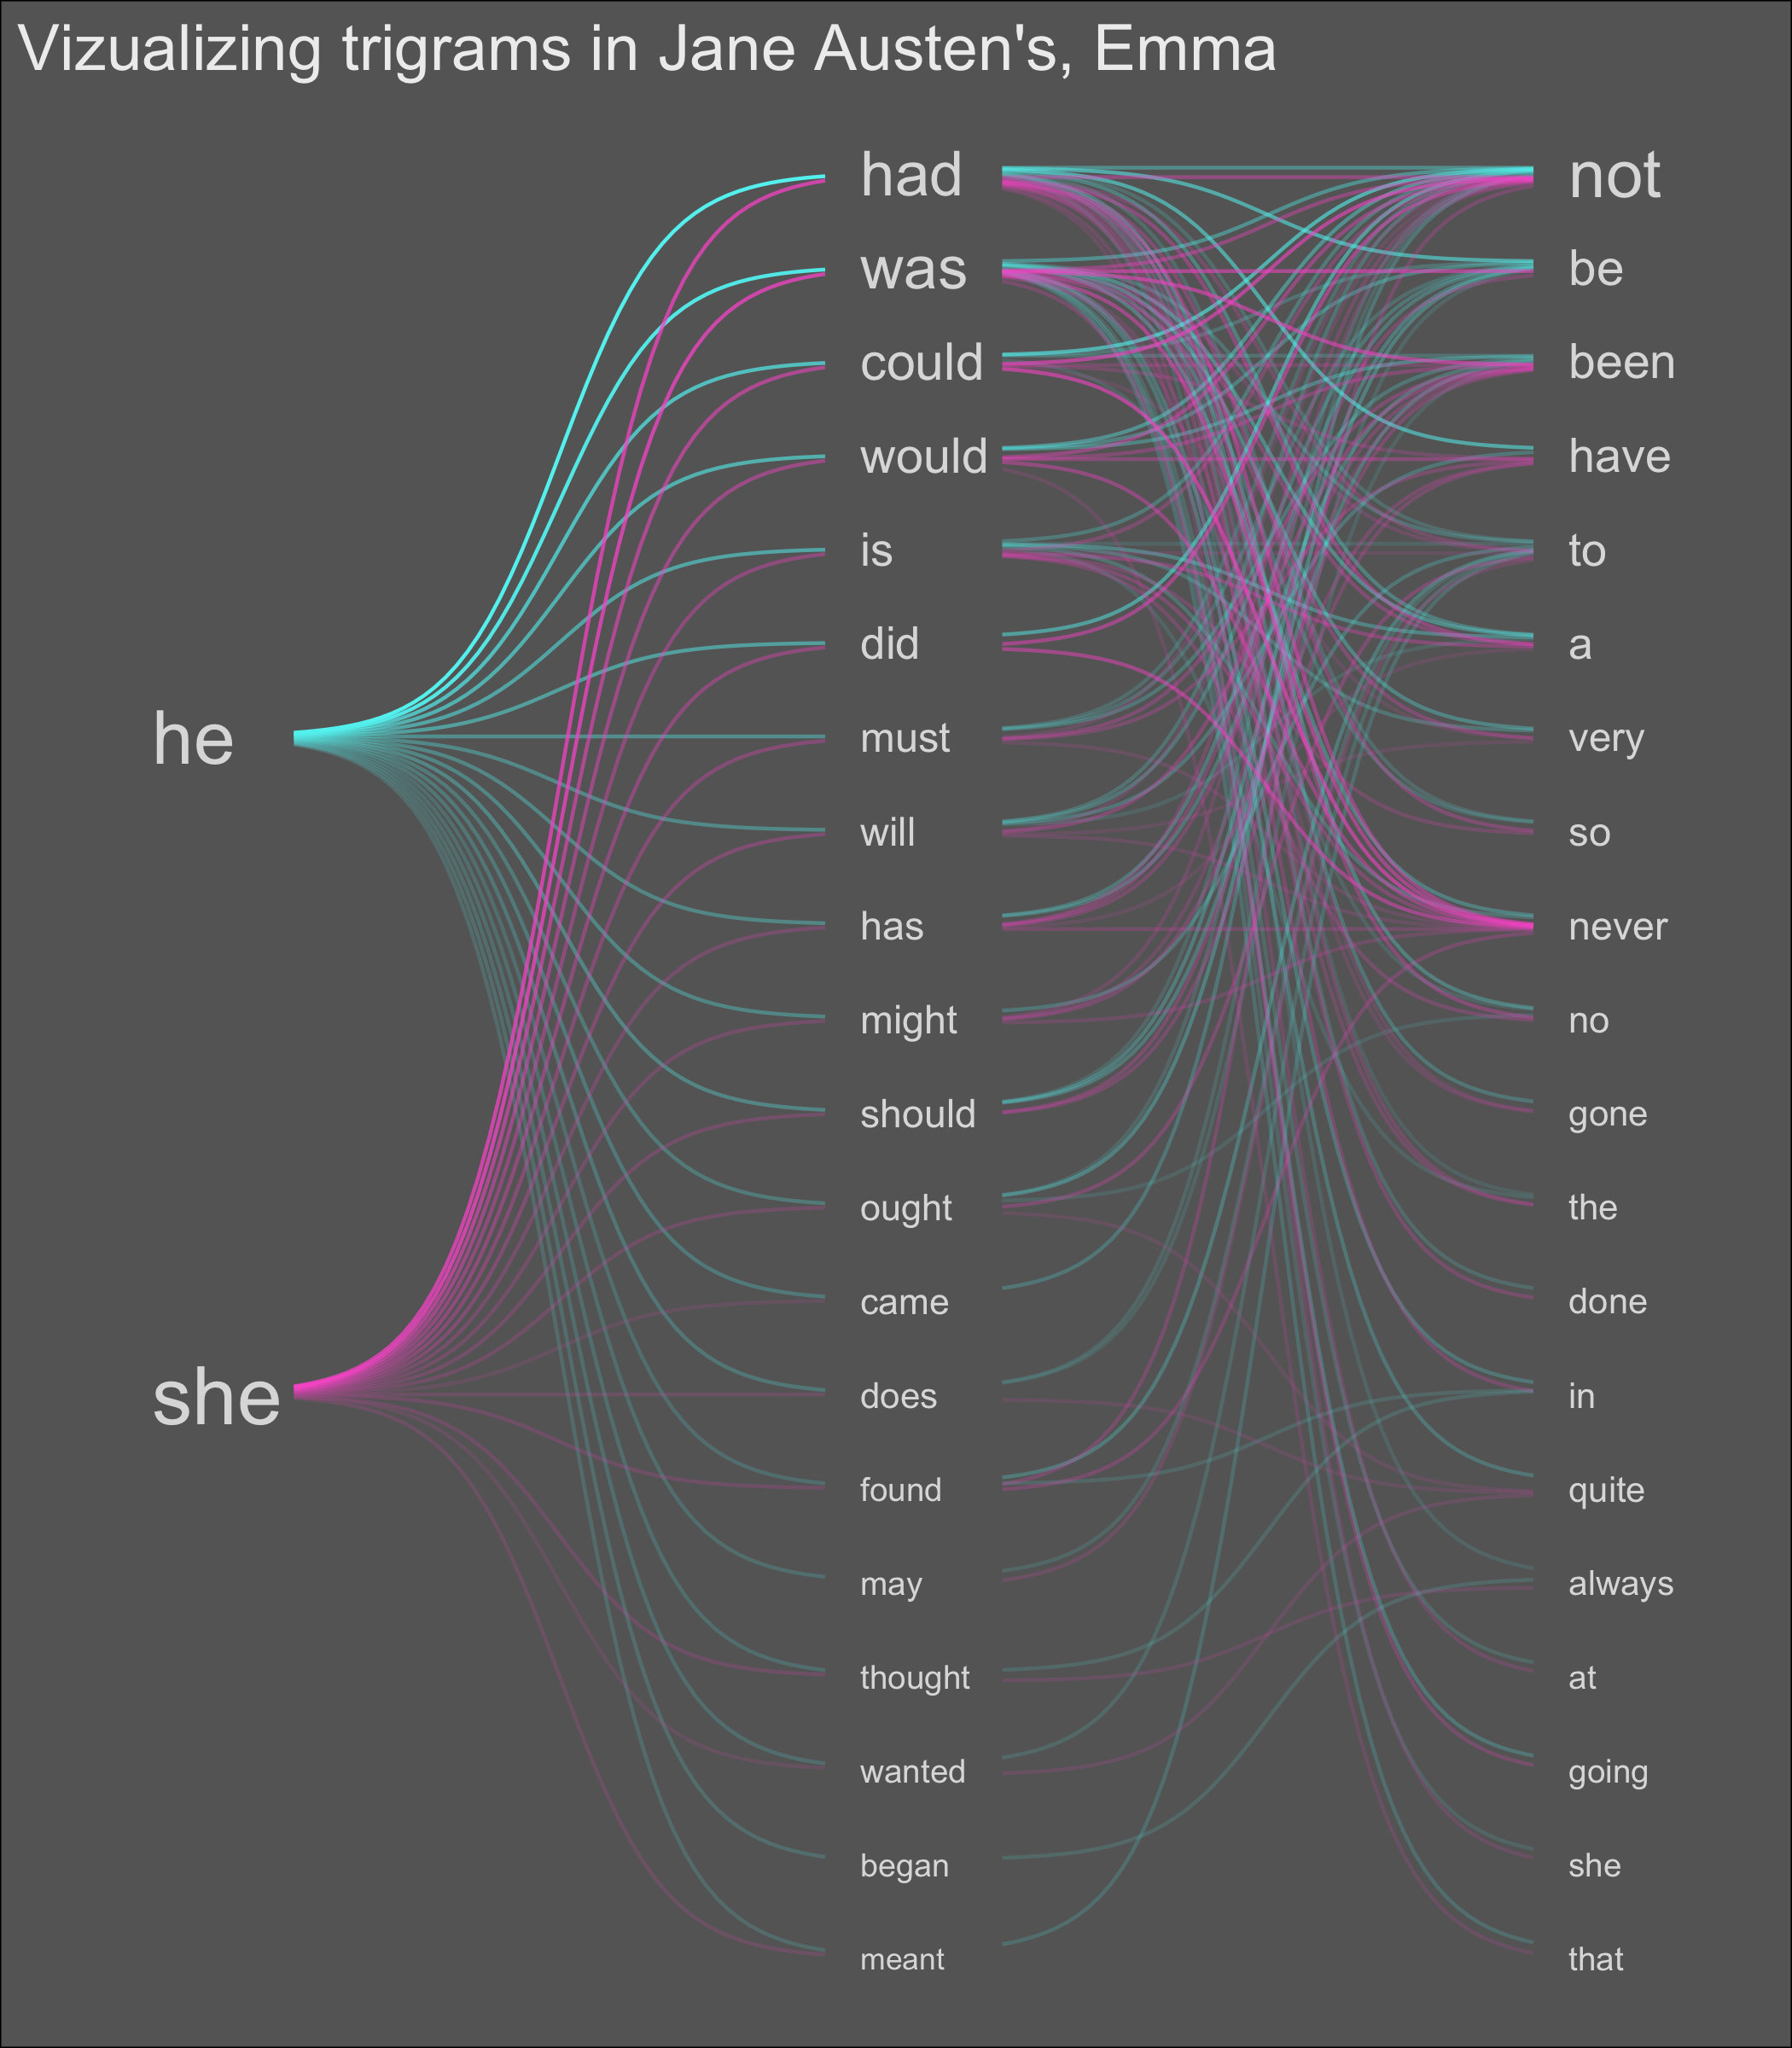 Vizualizing trigrams in Jane Austen's, Emma
he
she
had
was
could
would
is
did
must
will
has
might
should
ought
came
does
found
may
thought
wanted
began
meant
not
be
been
have
to
a
very
so
never
no
gone
the
done
in
quite
always
at
going
she
that